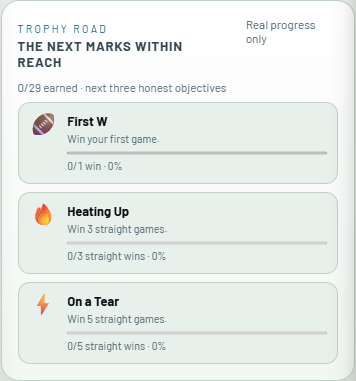 TROPHY ROAD
THE NEXT MARKS WITHIN
REACH
Real progress
only
0/29 earned · next three honest objectives
First W
Win your first game.
0/1 win · 0%
Heating Up
Win 3 straight games.
0/3 straight wins · 0%
On a Tear
Win 5 straight games.
0/5 straight wins · 0%